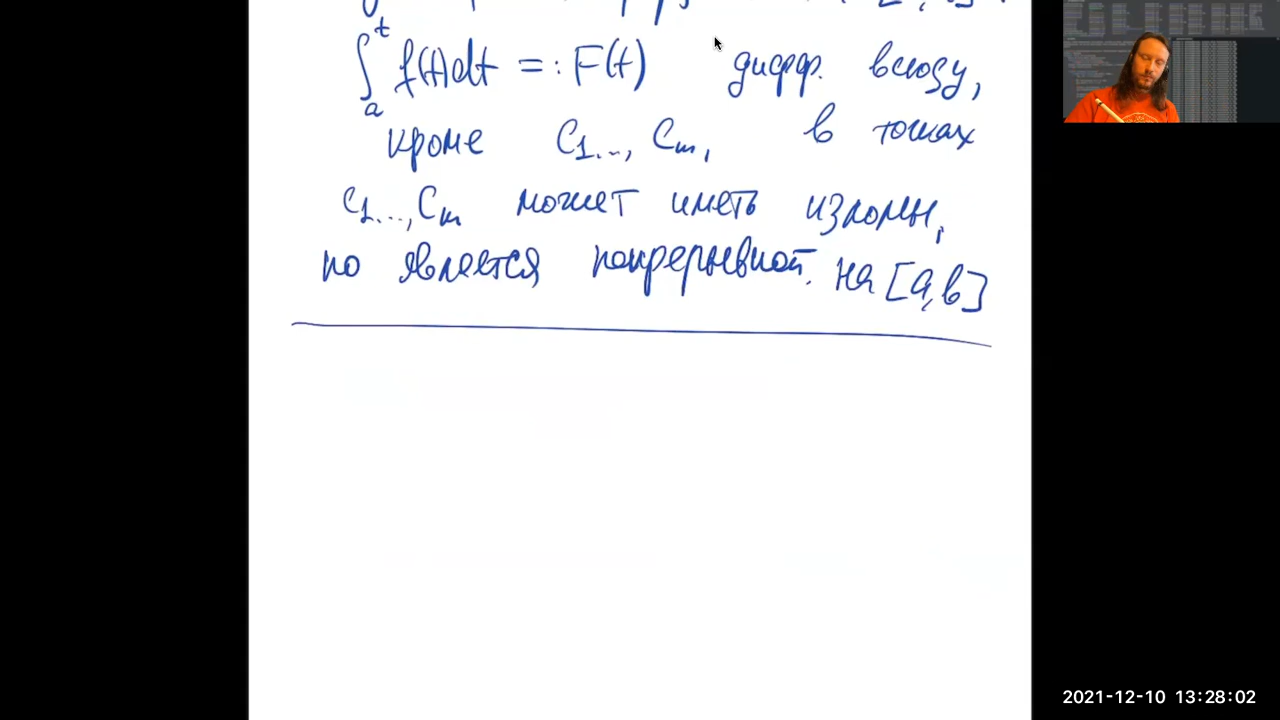 ∫ₐᵗ f(t)dt =: F(t) дифф. всюду,
кроме C₁..., Cₘ, в точках
C₁..., Cₘ может иметь изломы,
но является непрерывной. на [a,b]
2021-12-10 13:28:02